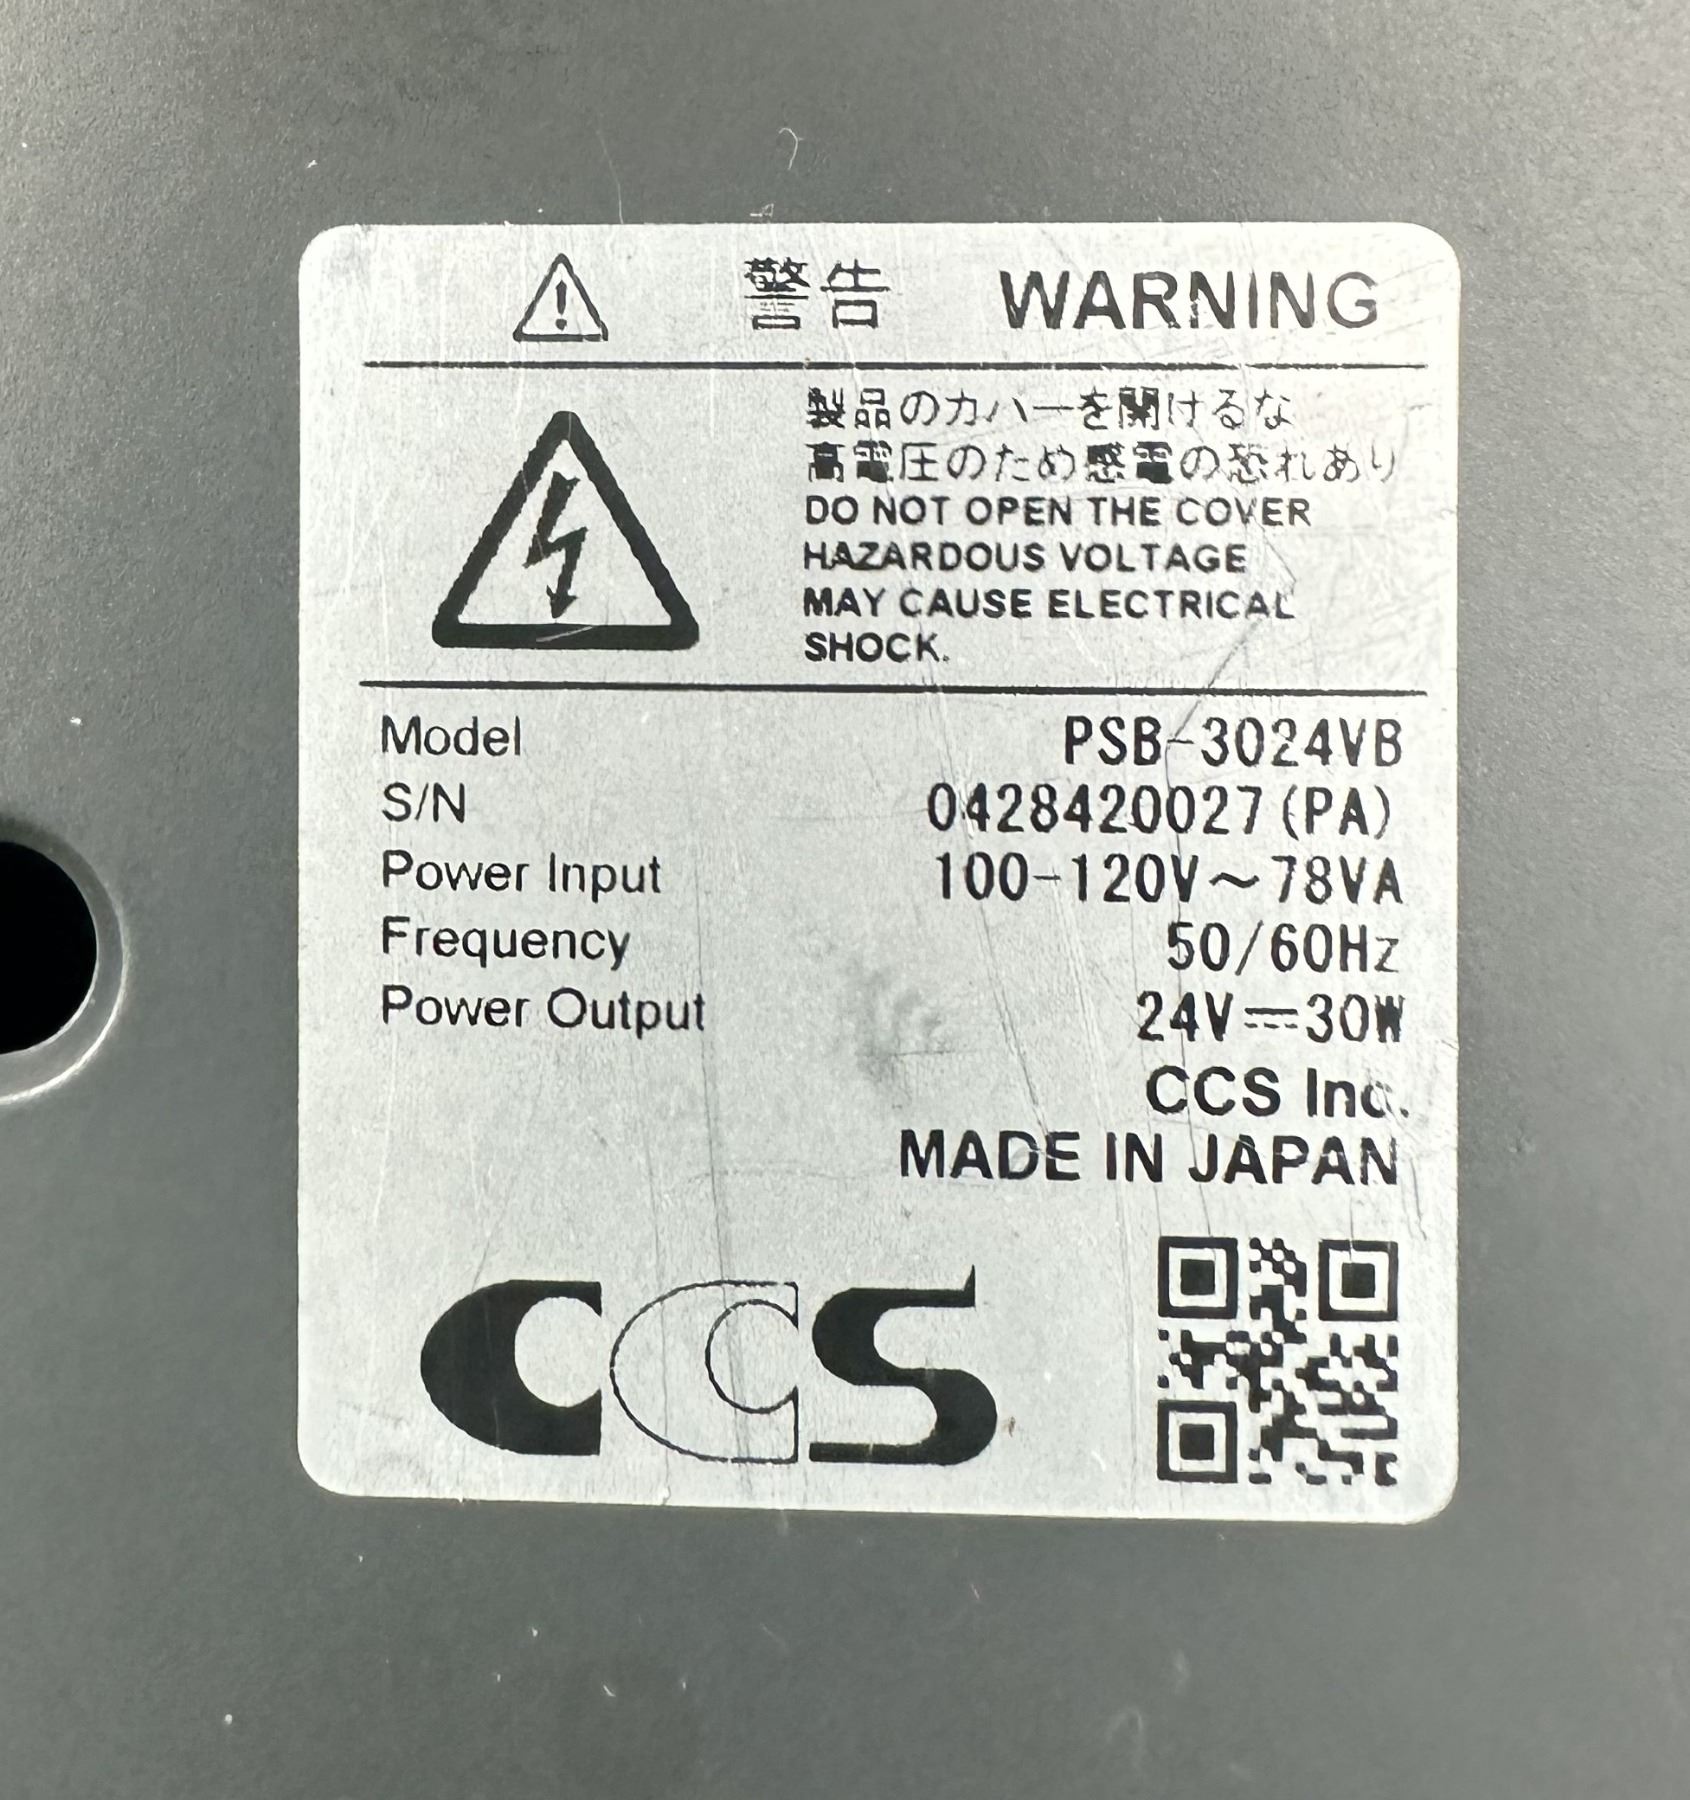 警告 WARNING
製品のカバーを開けるな
高電圧のため感電の恐れあり
DO NOT OPEN THE COVER
HAZARDOUS VOLTAGE
MAY CAUSE ELECTRICAL
SHOCK.
Model PSB-3024VB
S/N 0428420027(PA)
Power Input 100-120V~78VA
Frequency 50/60Hz
Power Output 24V⎓30W
CCS Inc.
MADE IN JAPAN
CCS